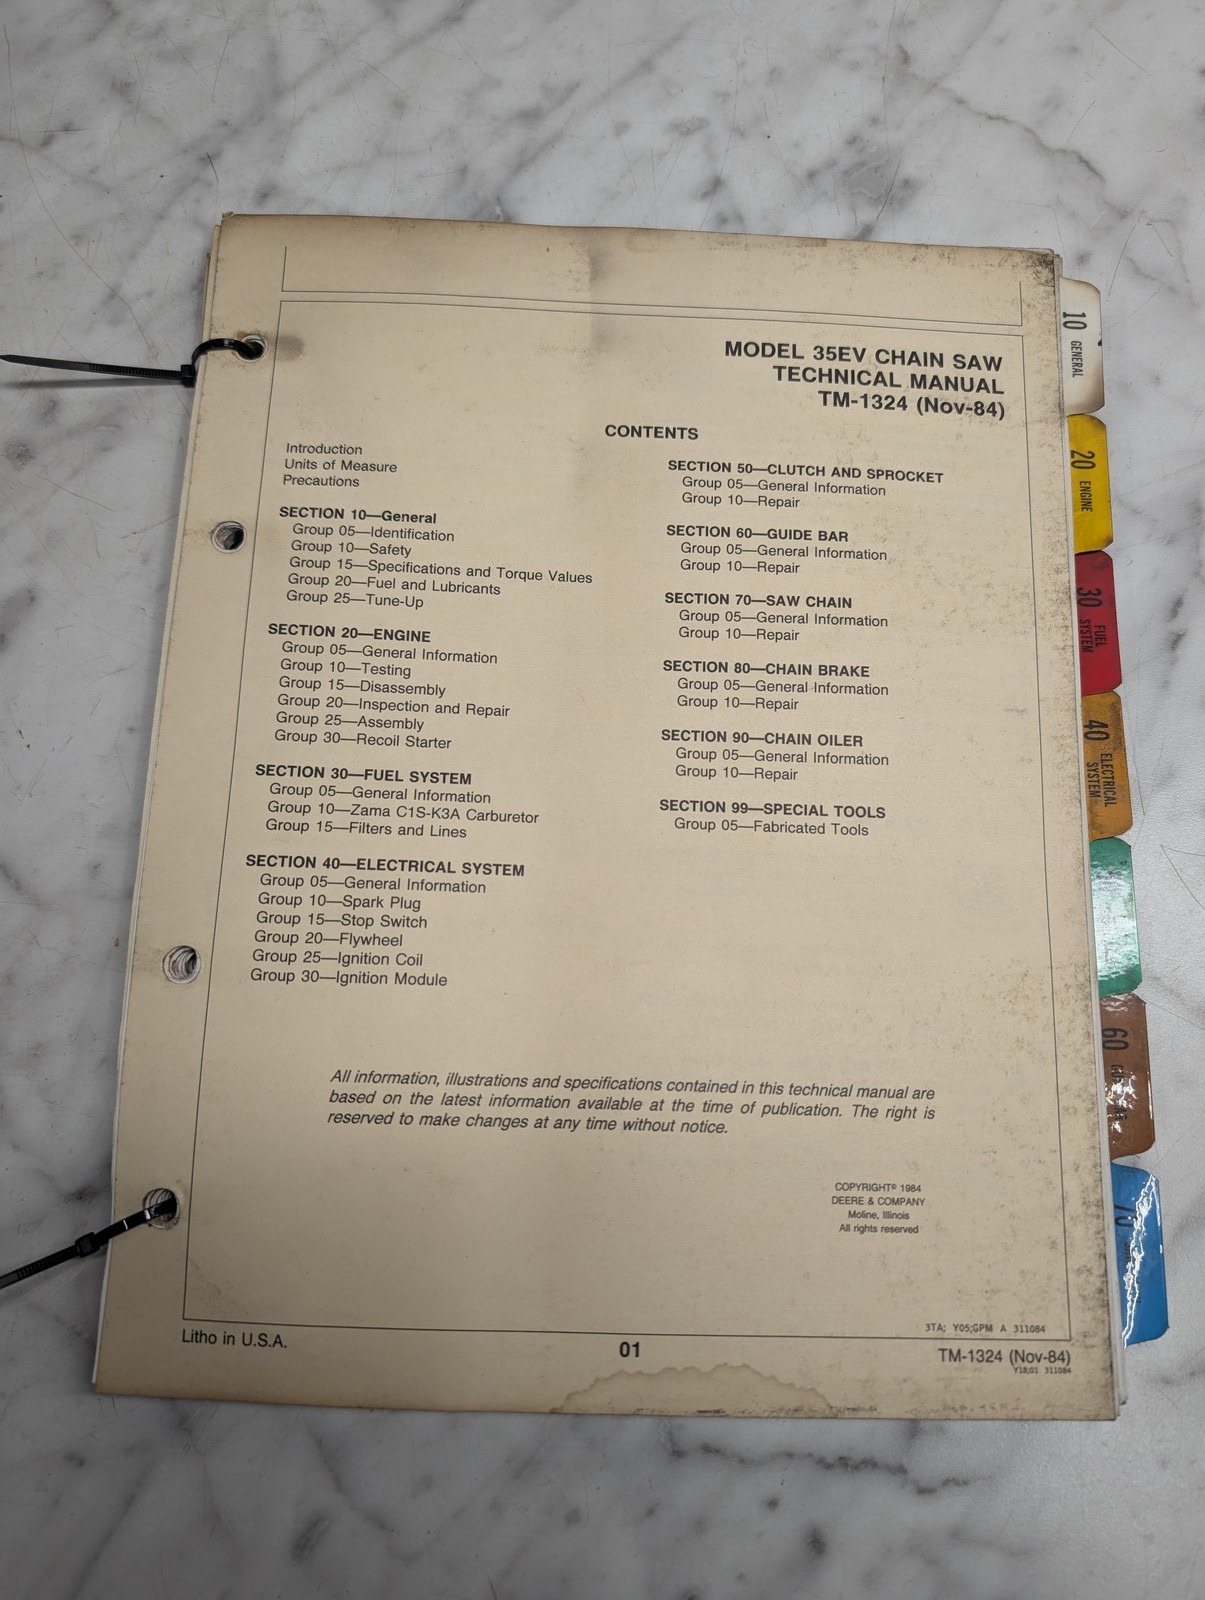 MODEL 35EV CHAIN SAW
TECHNICAL MANUAL
TM-1324 (Nov-84)
CONTENTS
Introduction
Units of Measure
Precautions
SECTION 10—General
Group 05—Identification
Group 10—Safety
Group 15—Specifications and Torque Values
Group 20—Fuel and Lubricants
Group 25—Tune-Up
SECTION 20—ENGINE
Group 05—General Information
Group 10—Testing
Group 15—Disassembly
Group 20—Inspection and Repair
Group 25—Assembly
Group 30—Recoil Starter
SECTION 30—FUEL SYSTEM
Group 05—General Information
Group 10—Zama C1S-K3A Carburetor
Group 15—Filters and Lines
SECTION 40—ELECTRICAL SYSTEM
Group 05—General Information
Group 10—Spark Plug
Group 15—Stop Switch
Group 20—Flywheel
Group 25—Ignition Coil
Group 30—Ignition Module
SECTION 50—CLUTCH AND SPROCKET
Group 05—General Information
Group 10—Repair
SECTION 60—GUIDE BAR
Group 05—General Information
Group 10—Repair
SECTION 70—SAW CHAIN
Group 05—General Information
Group 10—Repair
SECTION 80—CHAIN BRAKE
Group 05—General Information
Group 10—Repair
SECTION 90—CHAIN OILER
Group 05—General Information
Group 10—Repair
SECTION 99—SPECIAL TOOLS
Group 05—Fabricated Tools
All information, illustrations and specifications contained in this technical manual are
based on the latest information available at the time of publication. The right is
reserved to make changes at any time without notice.
COPYRIGHT© 1984
DEERE & COMPANY
Moline, Illinois
All rights reserved
3TA; Y05;GPM A 311084
Litho in U.S.A.
01
TM-1324 (Nov-84)
Y18;01 311084
10
GENERAL
20
ENGINE
30
FUEL
SYSTEM
40
ELECTRICAL
SYSTEM
60
70